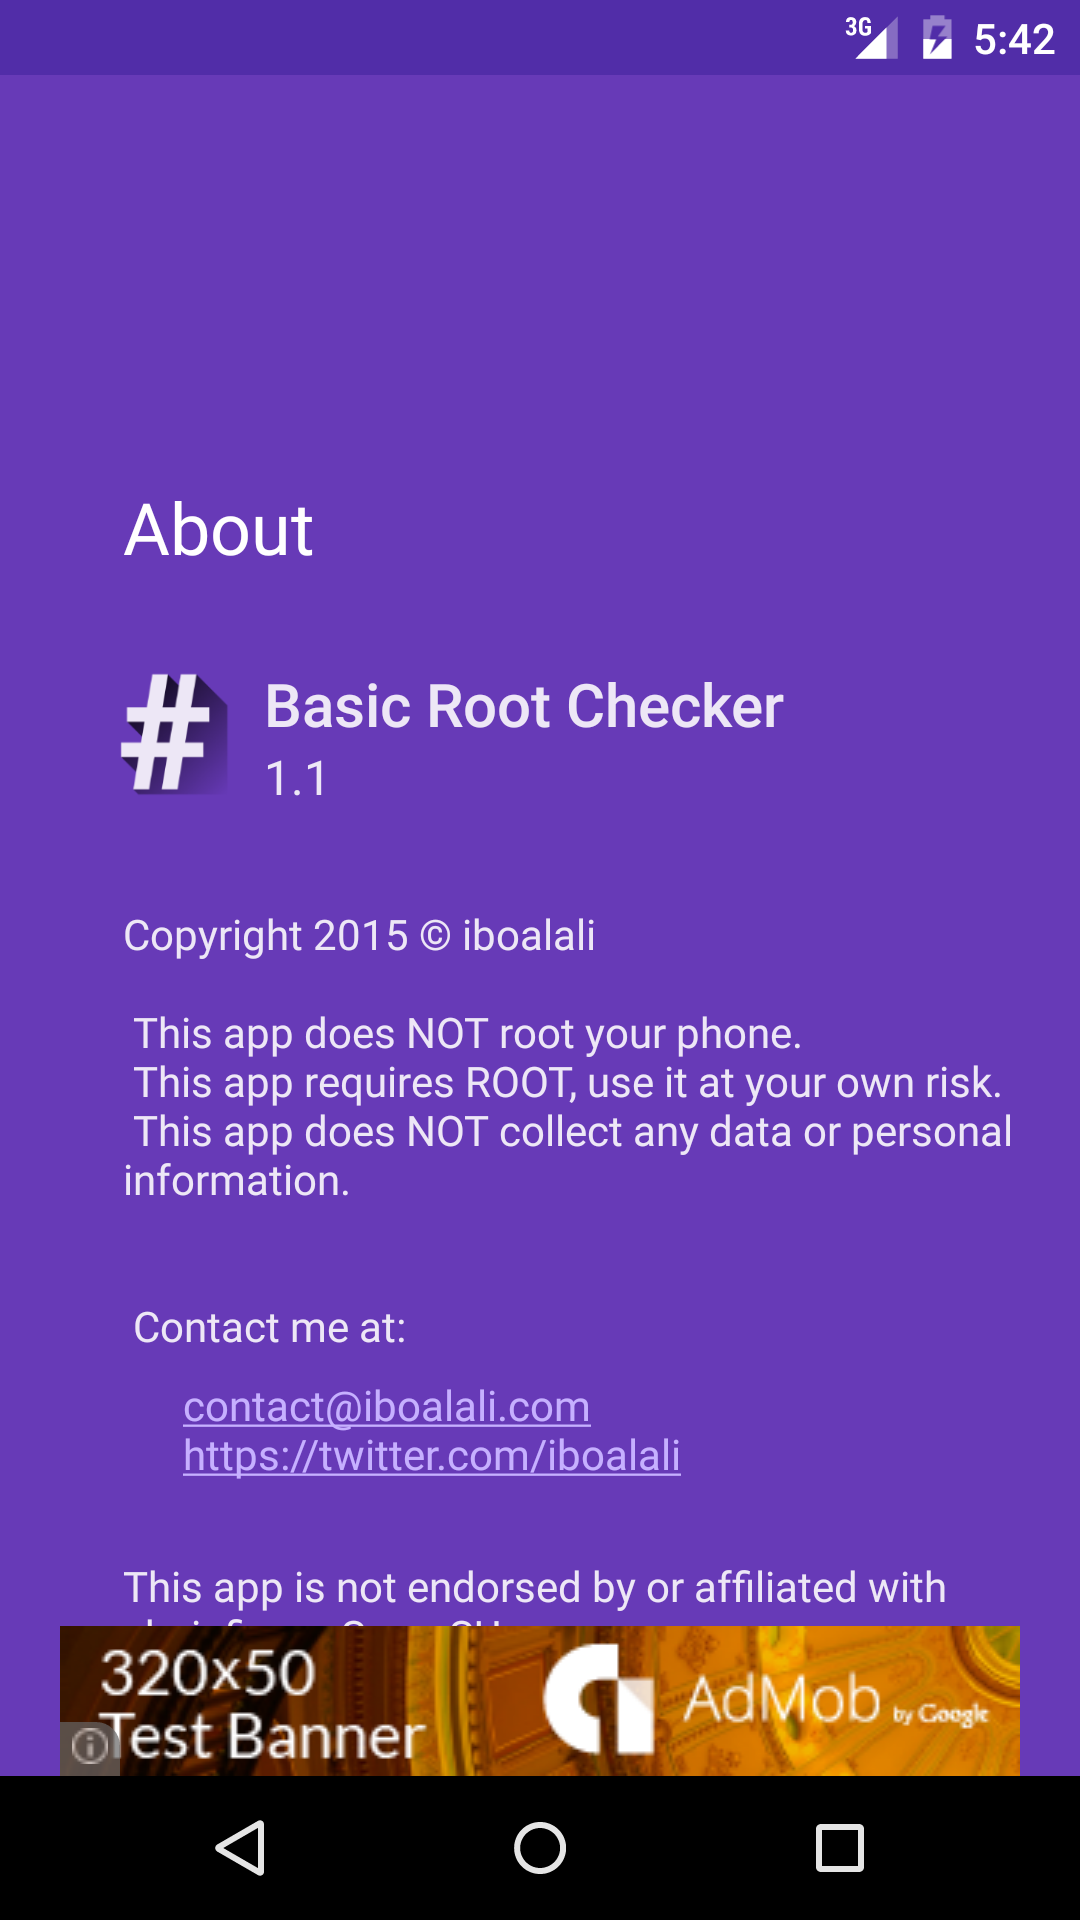 3G 5:42
About
#
Basic Root Checker
1.1
Copyright 2015 © iboalali
This app does NOT root your phone.
This app requires ROOT, use it at your own risk.
This app does NOT collect any data or personal
information.
Contact me at:
contact@iboalali.com
https://twitter.com/iboalali
This app is not endorsed by or affiliated with
320x50
Test Banner
AdMob by Google